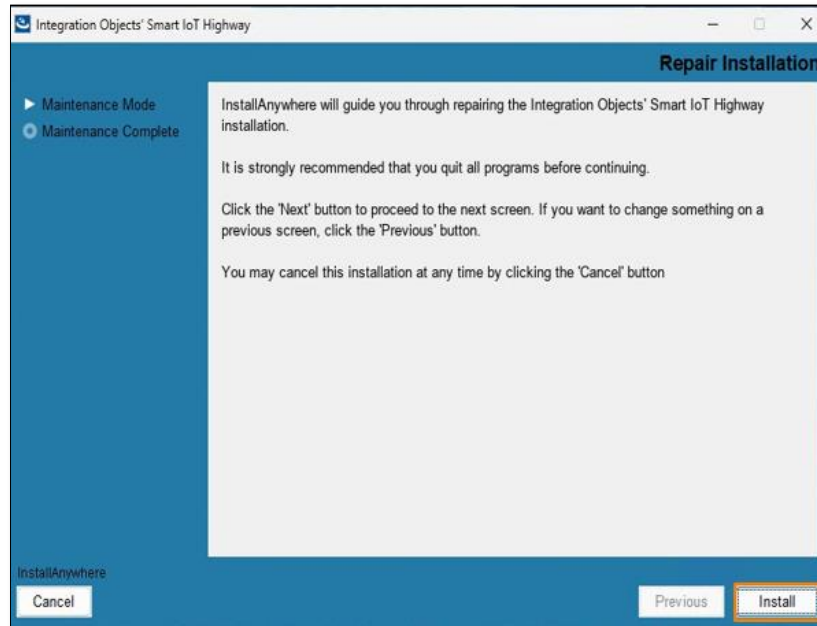 Integration Objects' Smart IoT Highway
Repair Installation
Maintenance Mode
Maintenance Complete
InstallAnywhere will guide you through repairing the Integration Objects' Smart IoT Highway
installation.
It is strongly recommended that you quit all programs before continuing.
Click the 'Next' button to proceed to the next screen. If you want to change something on a
previous screen, click the 'Previous' button.
You may cancel this installation at any time by clicking the 'Cancel' button
InstallAnywhere
Cancel
Previous
Install